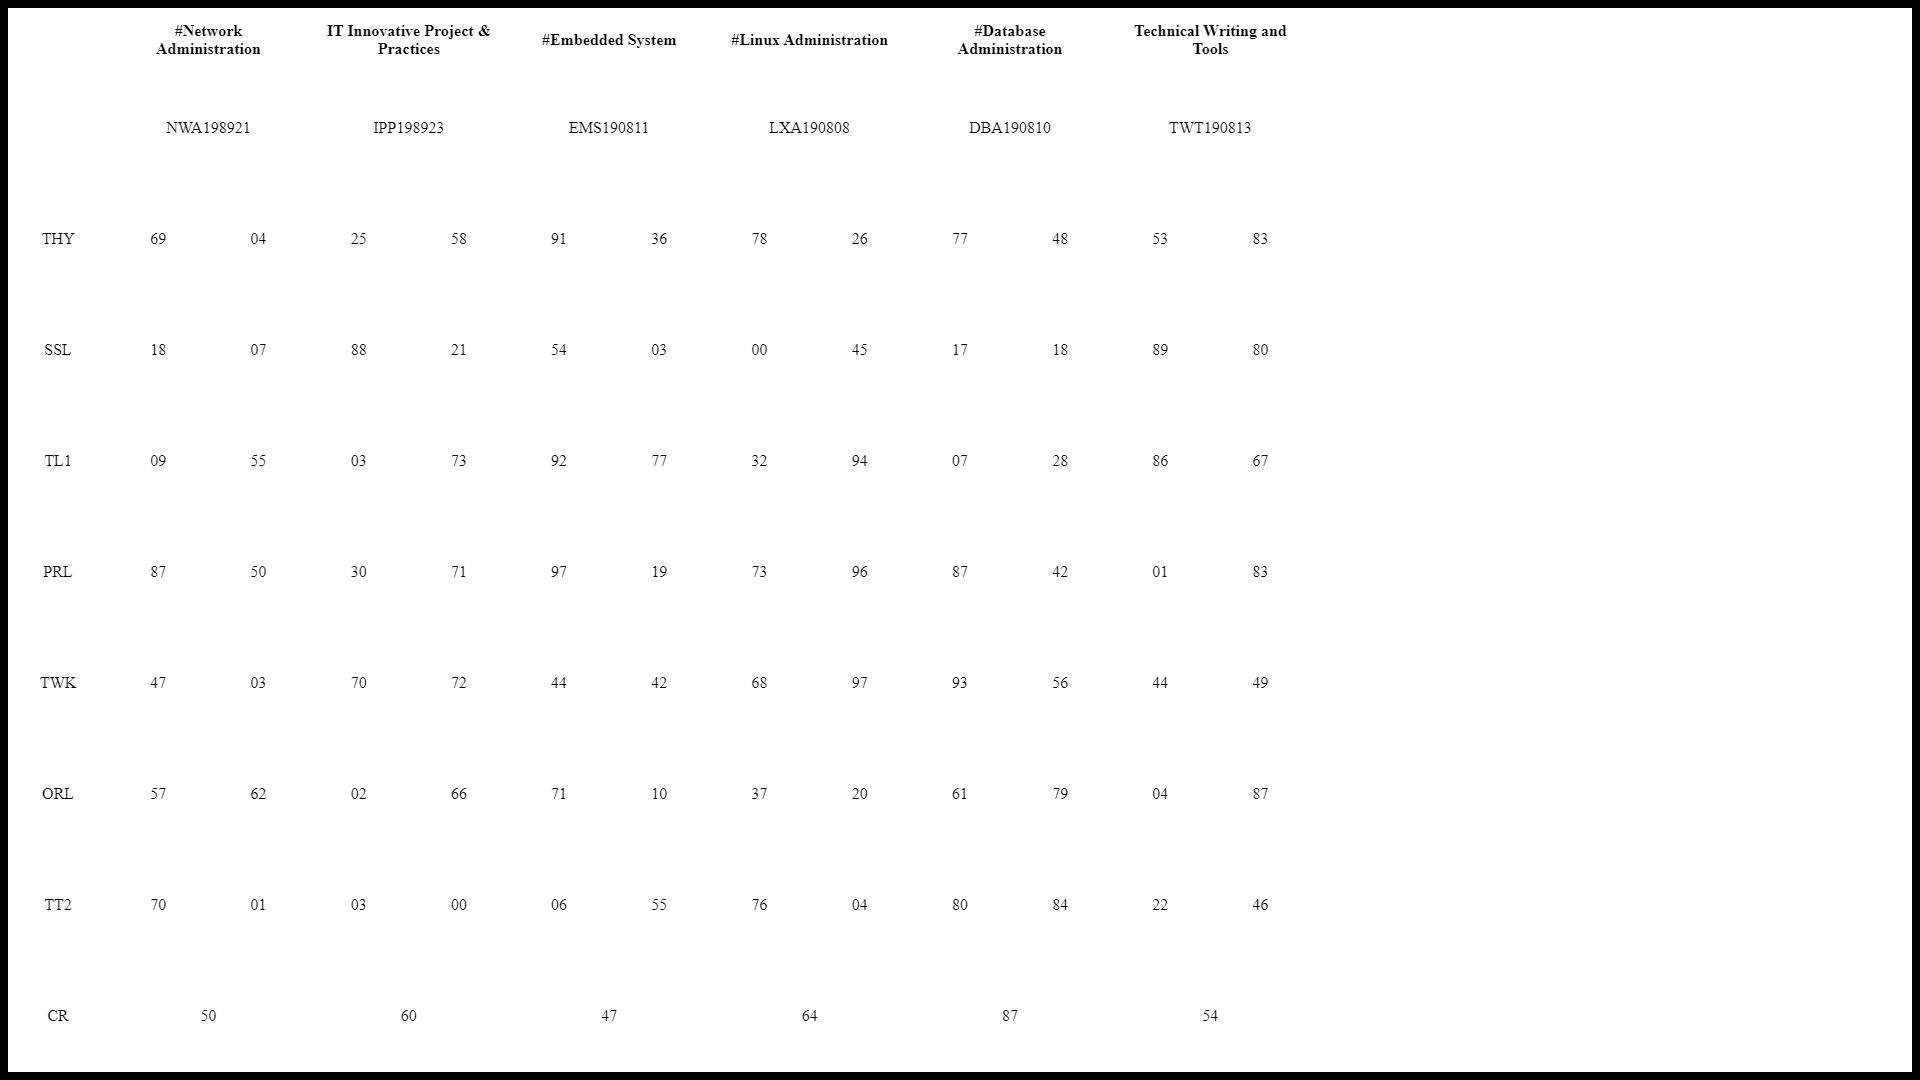 #Network Administration IT Innovative Project & Practices #Embedded System #Linux Administration #Database Administration Technical Writing and Tools
NWA198921 IPP198923 EMS190811 LXA190808 DBA190810 TWT190813
THY 69 04 25 58 91 36 78 26 77 48 53 83
SSL 18 07 88 21 54 03 00 45 17 18 89 80
TL1 09 55 03 73 92 77 32 94 07 28 86 67
PRL 87 50 30 71 97 19 73 96 87 42 01 83
TWK 47 03 70 72 44 42 68 97 93 56 44 49
ORL 57 62 02 66 71 10 37 20 61 79 04 87
TT2 70 01 03 00 06 55 76 04 80 84 22 46
CR 50 60 47 64 87 54